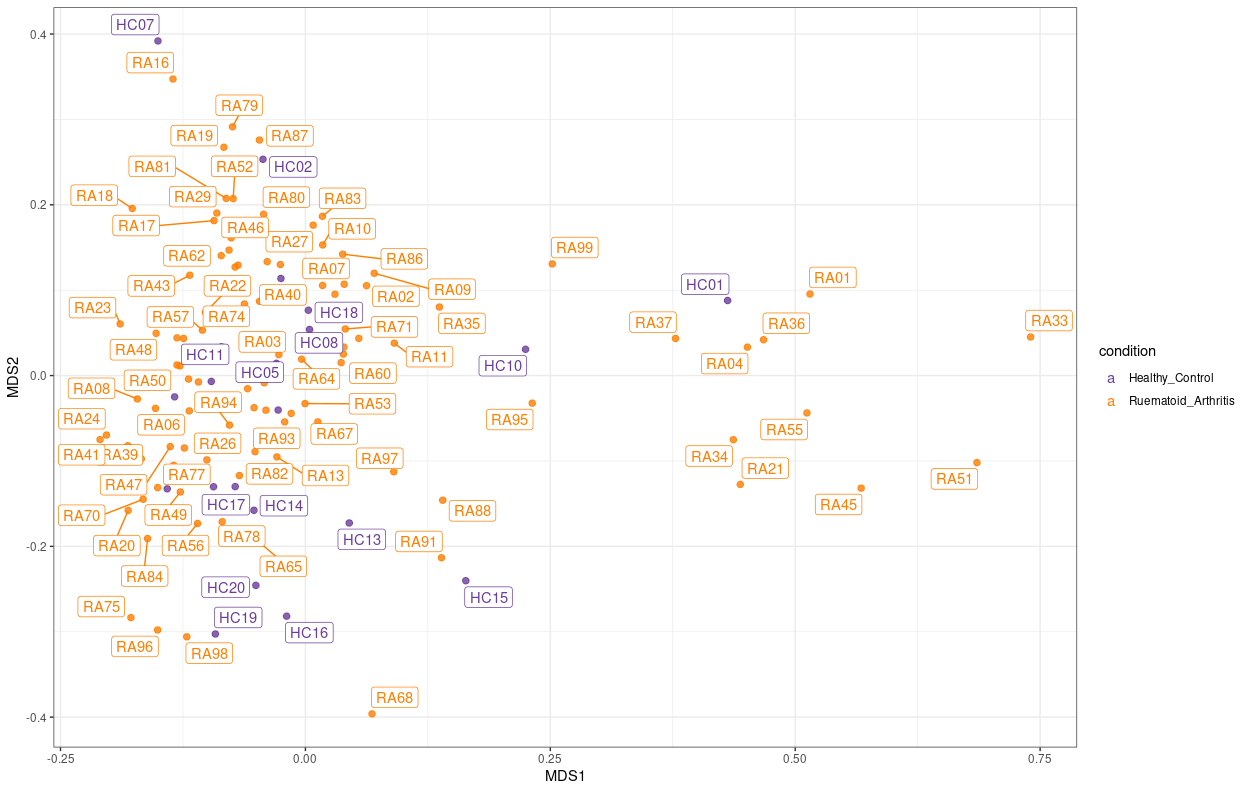 HC07
RA16
RA79
RA19
RA87
RA81
RA52
HC02
RA18
RA29
RA80
RA83
RA17
RA46
RA10
RA27
RA99
RA62
RA86
RA07
RA43
RA22
RA40
RA02
RA09
HC01
RA01
RA23
RA57
RA74
HC18
RA71
RA35
RA37
RA36
RA33
RA48
HC11
RA03
HC08
RA11
HC10
RA04
RA50
HC05
RA64
RA60
RA08
RA94
RA53
RA24
RA06
RA26
RA93
RA67
RA95
RA55
RA41
RA39
RA97
RA34
RA47
RA77
RA82
RA13
RA21
RA51
RA70
RA49
HC17
HC14
RA88
RA45
RA20
RA56
RA78
HC13
RA91
RA84
RA65
HC20
HC15
RA75
HC19
RA96
RA98
HC16
RA68
0.4
0.2
0.0
-0.2
-0.4
MDS2
-0.25 0.00 0.25 0.50 0.75
MDS1
condition
a Healthy_Control
a Ruematoid_Arthritis